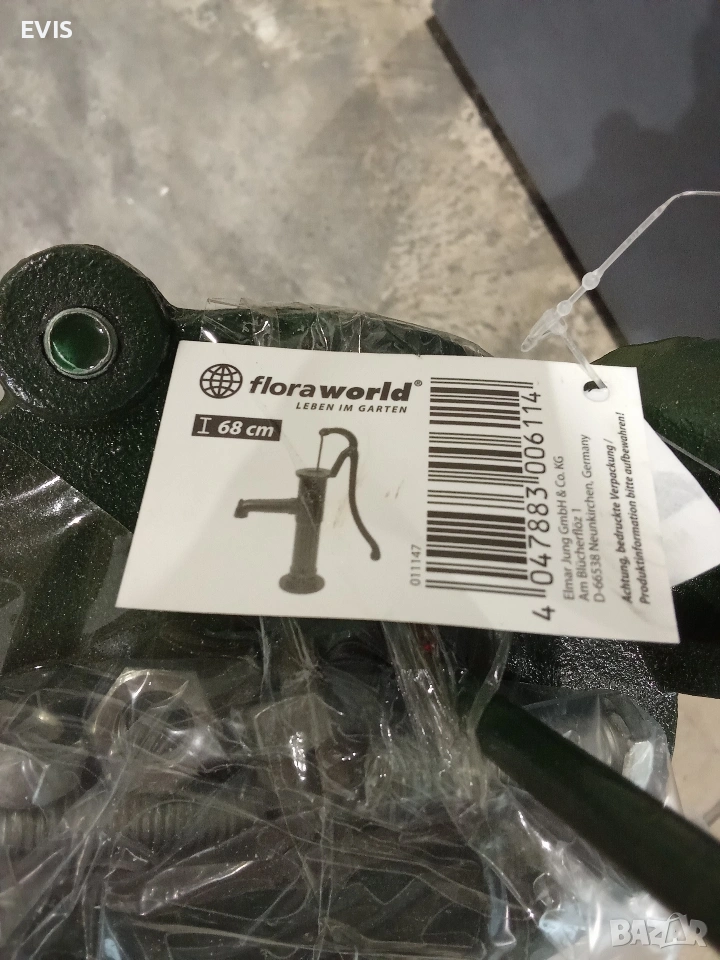 EVIS
floraworld®
LEBEN IM GARTEN
68 cm
011147
4 047883 006114
Elmar Jung GmbH & Co. KG
Am Blücherflöz 1
D-66538 Neunkirchen, Germany
Achtung, bedruckte Verpackung/
Produktinformation bitte aufbewahren!
BAZAR